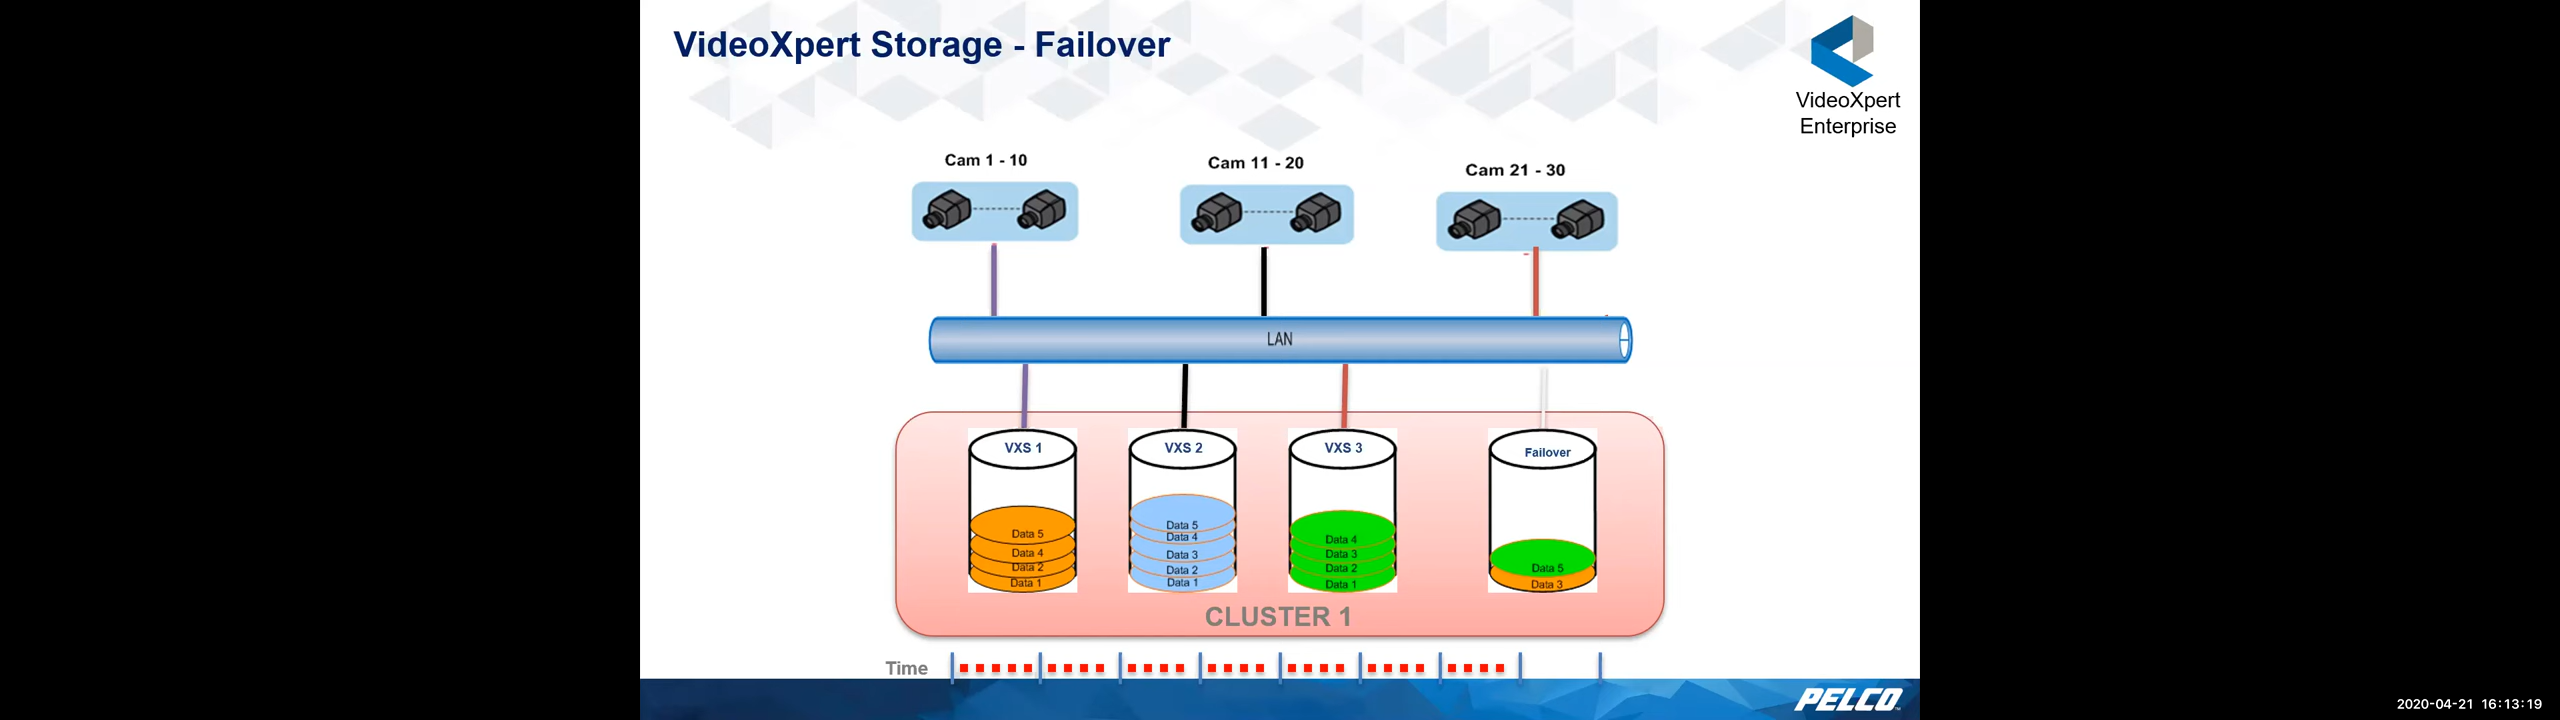 VideoXpert Storage - Failover
VideoXpert
Enterprise
Cam 1 - 10
Cam 11 - 20
Cam 21 - 30
LAN
VXS 1
VXS 2
VXS 3
Failover
Data 5
Data 4
Data 2
Data 1
Data 5
Data 4
Data 3
Data 2
Data 1
Data 4
Data 3
Data 2
Data 1
Data 5
Data 3
CLUSTER 1
Time
PELCO
2020-04-21 16:13:19